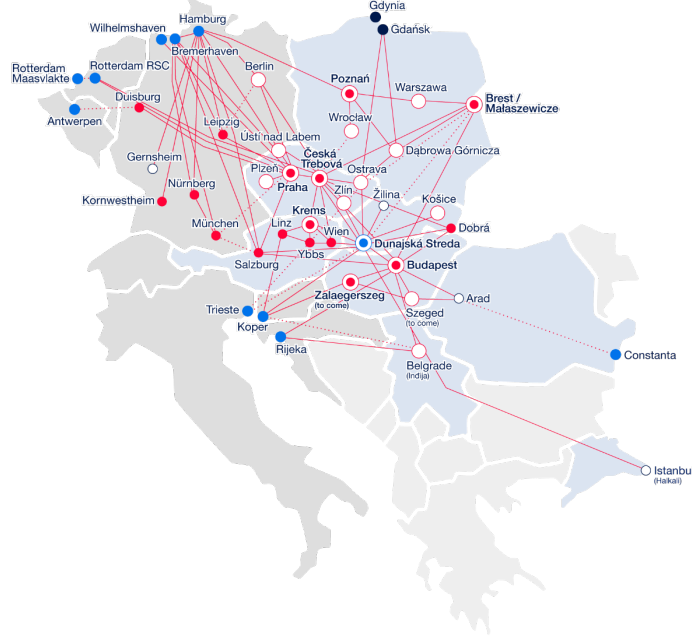 Gdynia
Hamburg
Wilhelmshaven
Gdańsk
Bremerhaven
Rotterdam
Maasvlakte
Rotterdam RSC
Berlin
Poznań
Warszawa
Brest /
Małaszewicze
Duisburg
Antwerpen
Leipzig
Wrocław
Ústí nad Labem
Dąbrowa Górnicza
Gernsheim
Plzeň
Česká
Třebová
Ostrava
Praha
Nürnberg
Zlín
Žilina
Košice
Kornwestheim
Krems
München
Linz
Wien
Dobrá
Dunajská Streda
Ybbs
Salzburg
Budapest
Zalaegerszeg
(to come)
Arad
Trieste
Szeged
(to come)
Koper
Rijeka
Constanta
Belgrade
(Indija)
Istanbu
(Halkali)